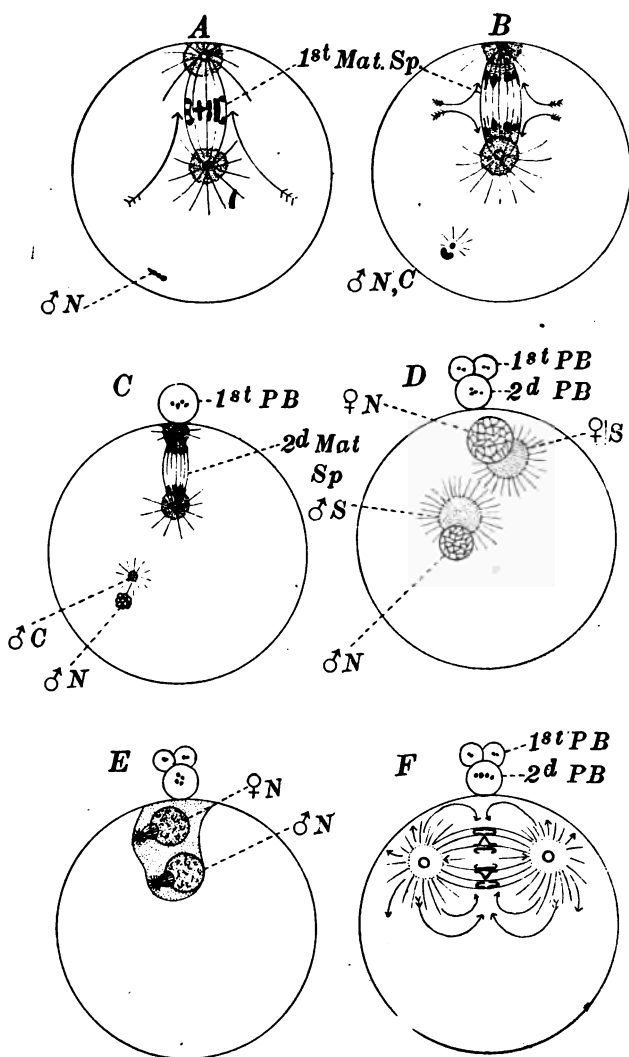 A
B
1st Mat. Sp.
♂ N
♂ N, C
C
1st PB
2d Mat
Sp
♂ C
♂ N
D
1st PB
2d PB
♀ N
♀ S
♂ S
♂ N
E
♀ N
♂ N
F
1st PB
2d PB